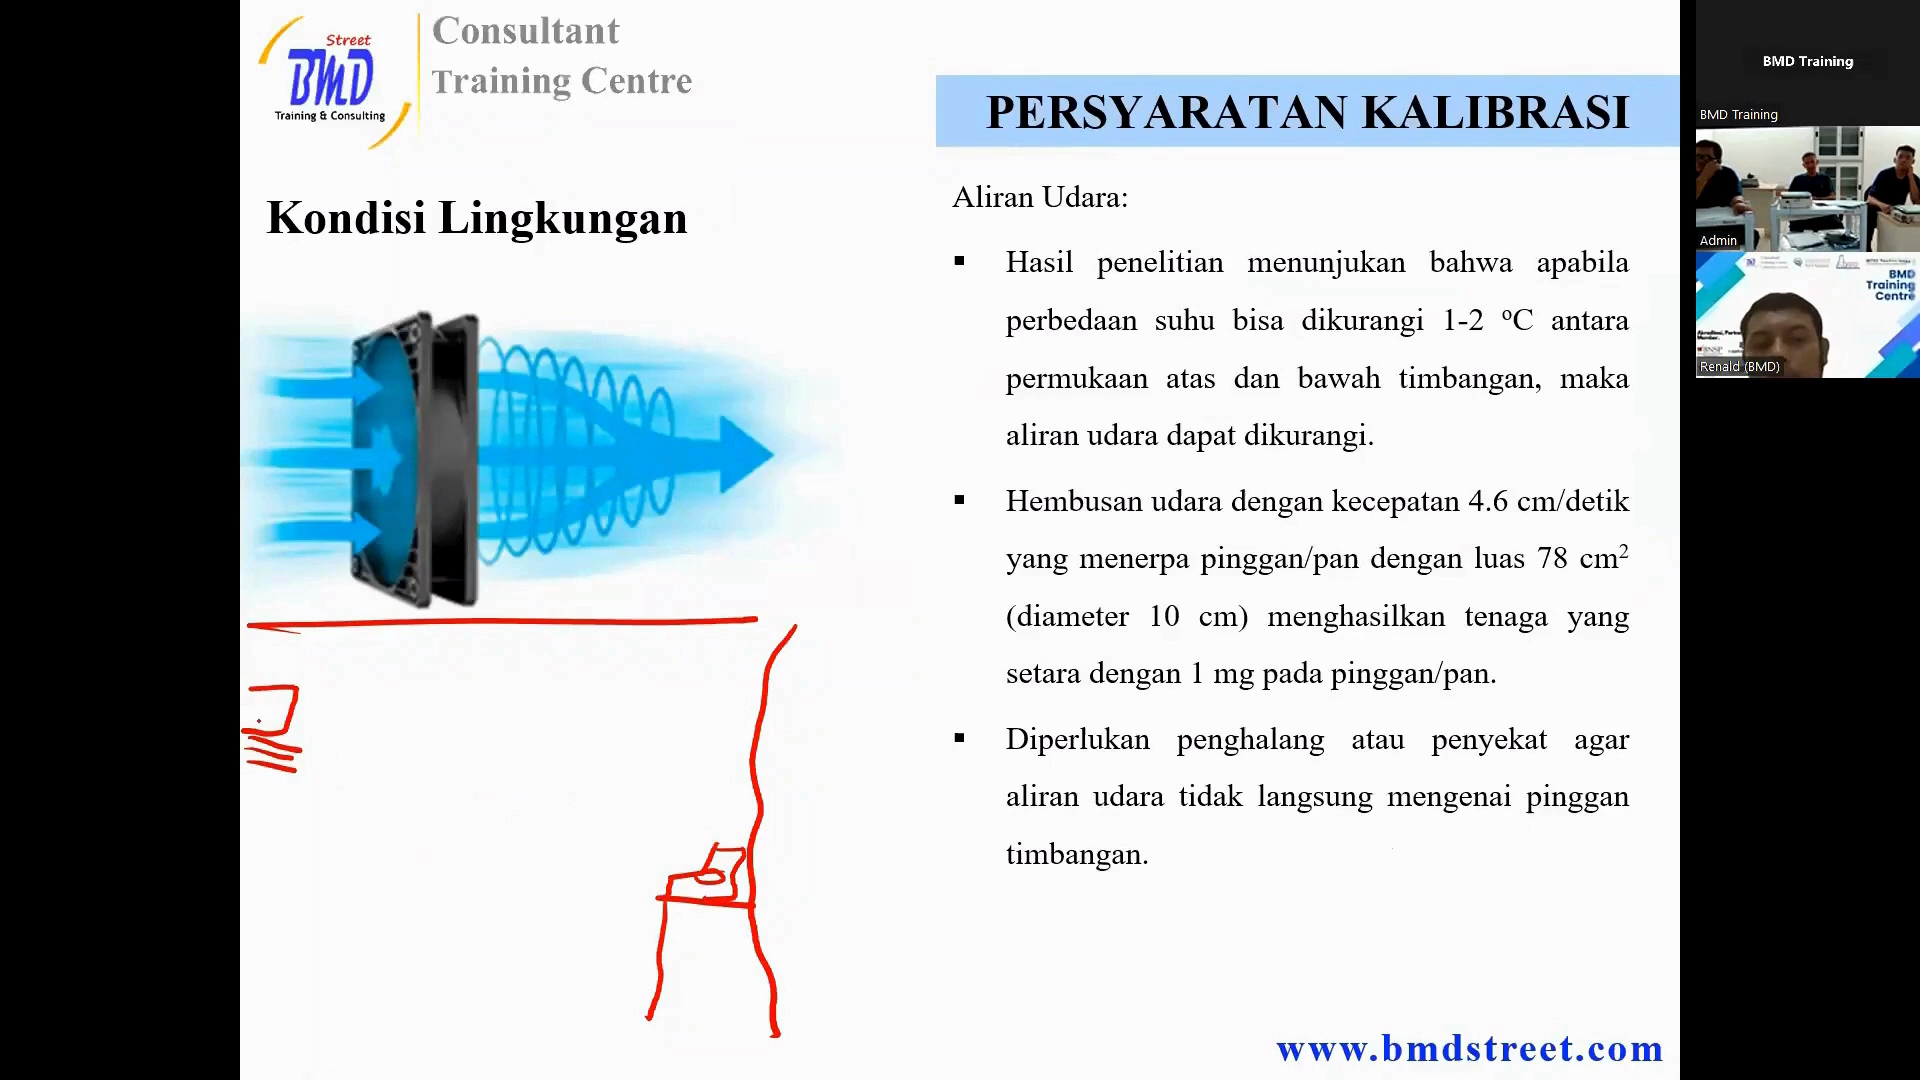 Street
BMD
Training & Consulting
Consultant
Training Centre
PERSYARATAN KALIBRASI
Kondisi Lingkungan
Aliran Udara:
▪ Hasil penelitian menunjukan bahwa apabila
perbedaan suhu bisa dikurangi 1-2 °C antara
permukaan atas dan bawah timbangan, maka
aliran udara dapat dikurangi.
▪ Hembusan udara dengan kecepatan 4.6 cm/detik
yang menerpa pinggan/pan dengan luas 78 cm²
(diameter 10 cm) menghasilkan tenaga yang
setara dengan 1 mg pada pinggan/pan.
▪ Diperlukan penghalang atau penyekat agar
aliran udara tidak langsung mengenai pinggan
timbangan.
www.bmdstreet.com
BMD Training
BMD Training
Admin
BMD
Training
Centre
BNSP
Renald (BMD)